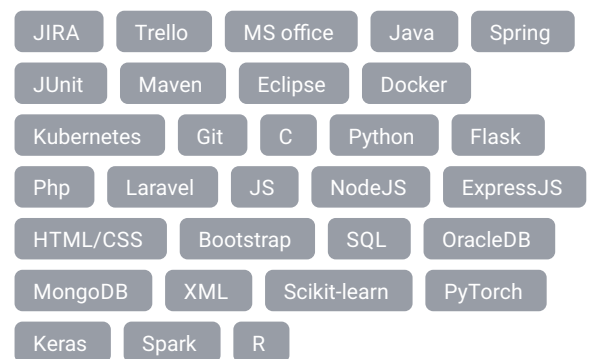 JIRA Trello MS office Java Spring
JUnit Maven Eclipse Docker
Kubernetes Git C Python Flask
Php Laravel JS NodeJS ExpressJS
HTML/CSS Bootstrap SQL OracleDB
MongoDB XML Scikit-learn PyTorch
Keras Spark R